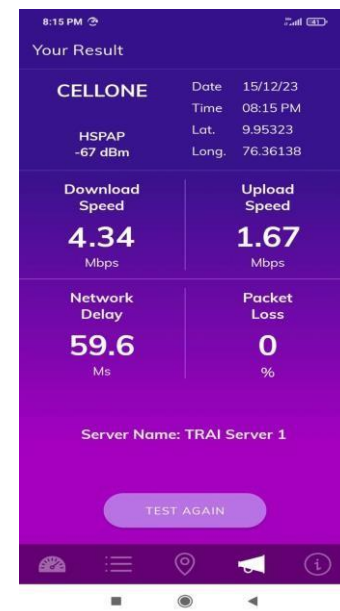 8:15 PM
Your Result
CELLONE
HSPAP
-67 dBm
Date 15/12/23
Time 08:15 PM
Lat. 9.95323
Long. 76.36138
Download
Speed
4.34
Mbps
Upload
Speed
1.67
Mbps
Network
Delay
59.6
Ms
Packet
Loss
0
%
Server Name: TRAI Server 1
TEST AGAIN